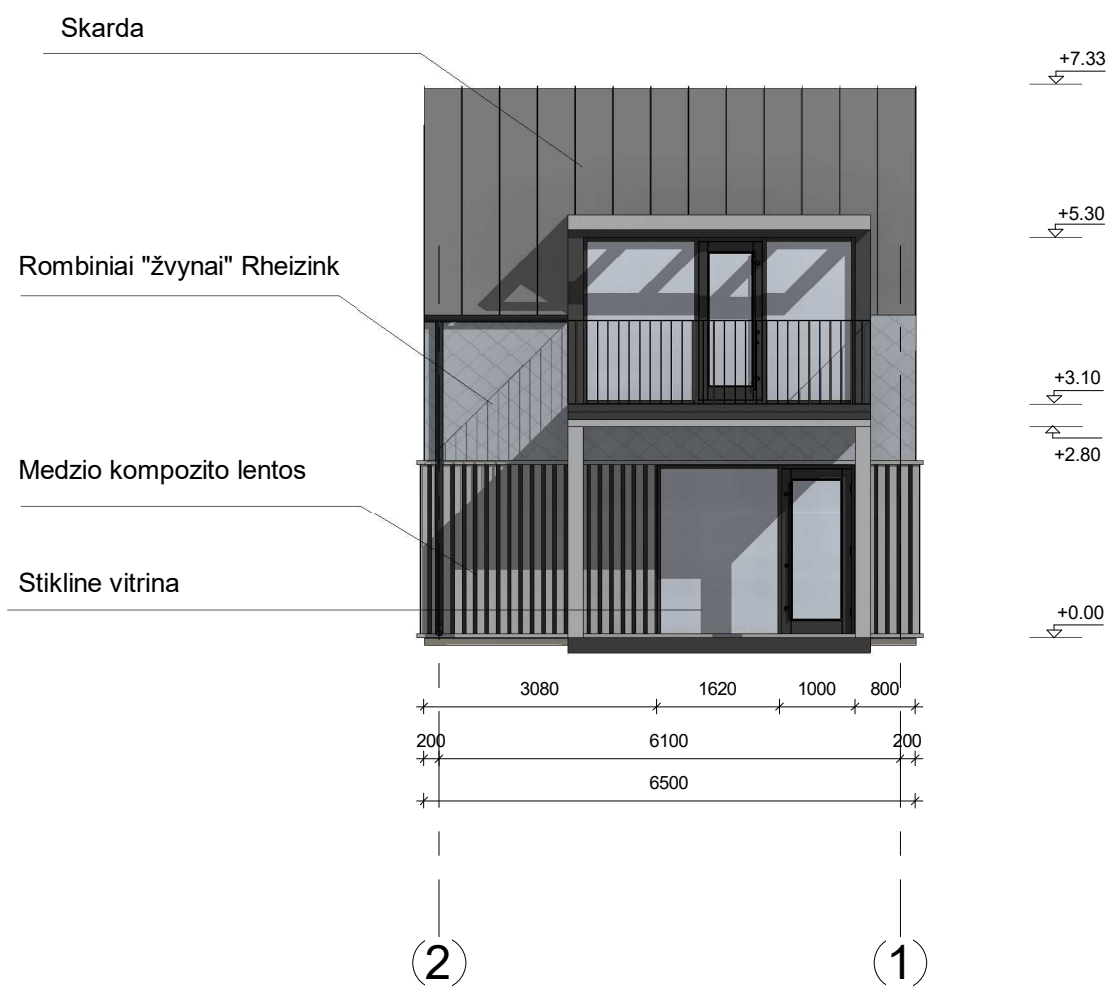 Skarda
+7.33
+5.30
Rombiniai "žvynai" Rheizink
+3.10
+2.80
Medzio kompozito lentos
Stikline vitrina
+0.00
3080 1620 1000 800
200 6100 200
6500
2 1